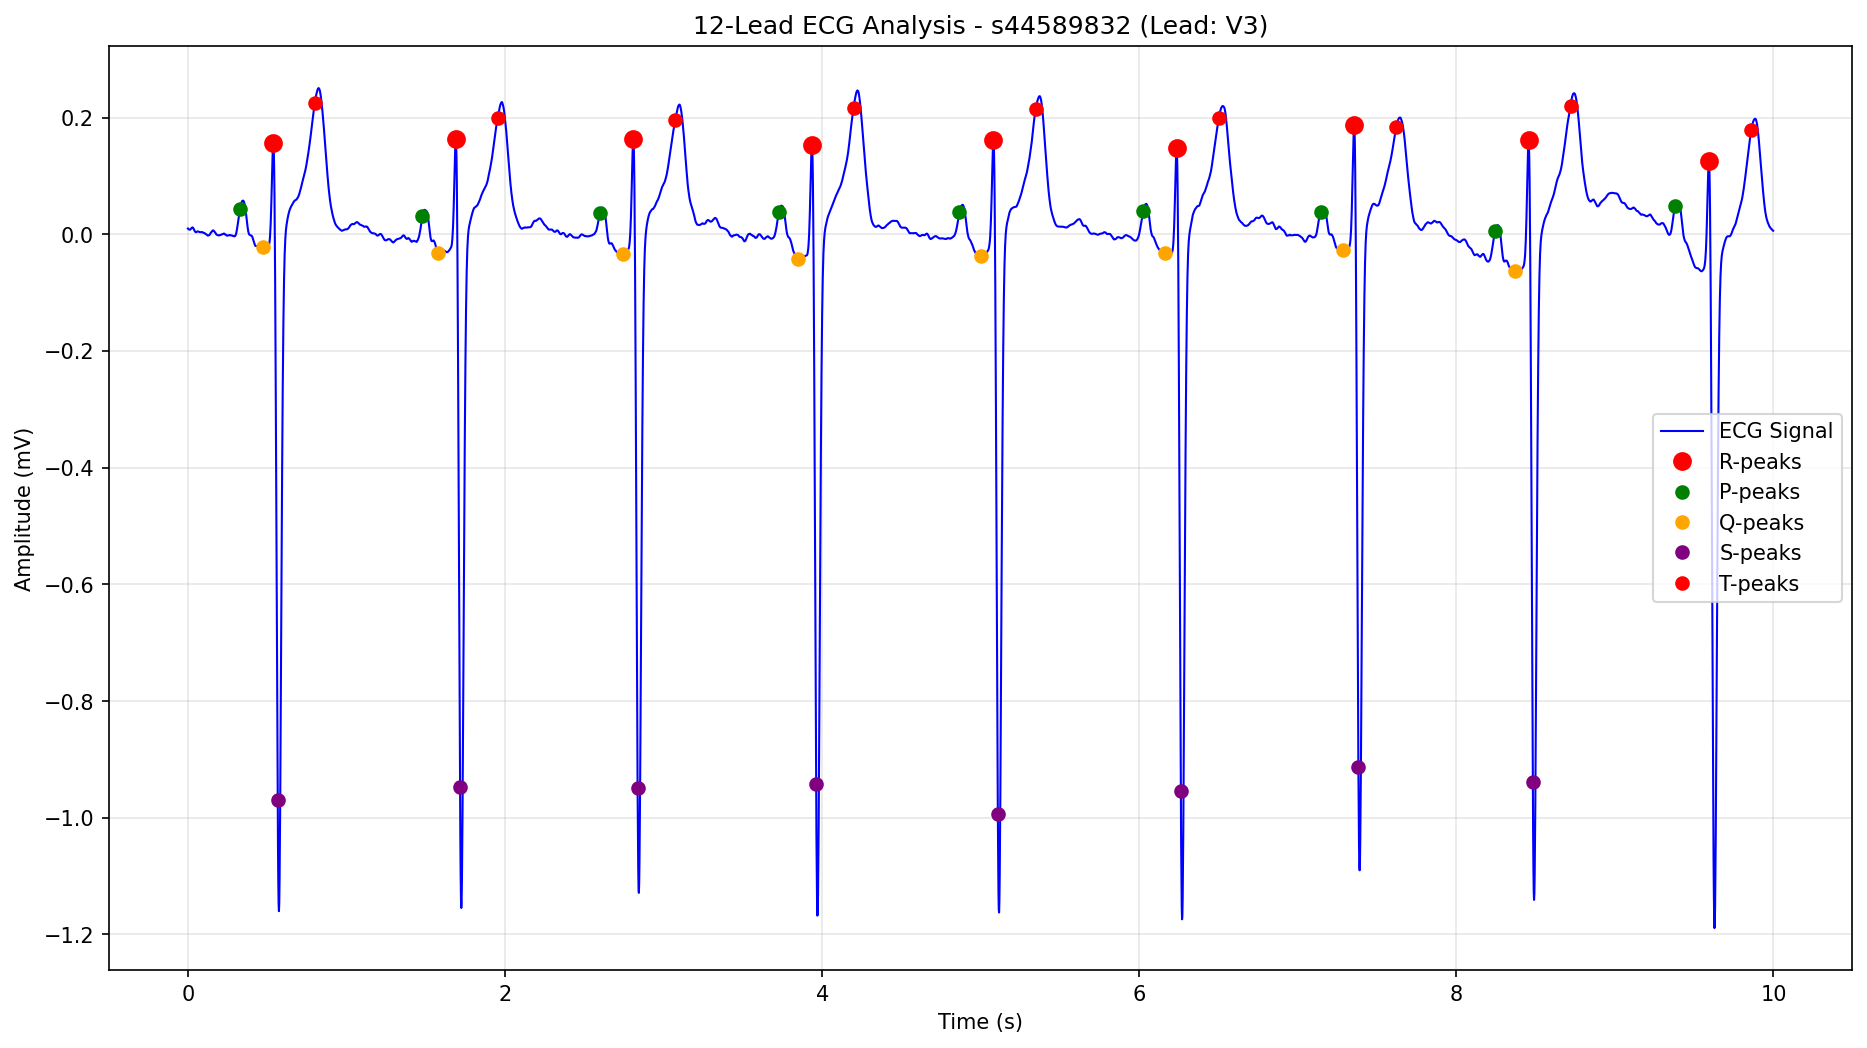 12-Lead ECG Analysis - s44589832 (Lead: V3)
Amplitude (mV)
0.2
0.0
−0.2
−0.4
−0.6
−0.8
−1.0
−1.2
ECG Signal
R-peaks
P-peaks
Q-peaks
S-peaks
T-peaks
0 2 4 6 8 10
Time (s)